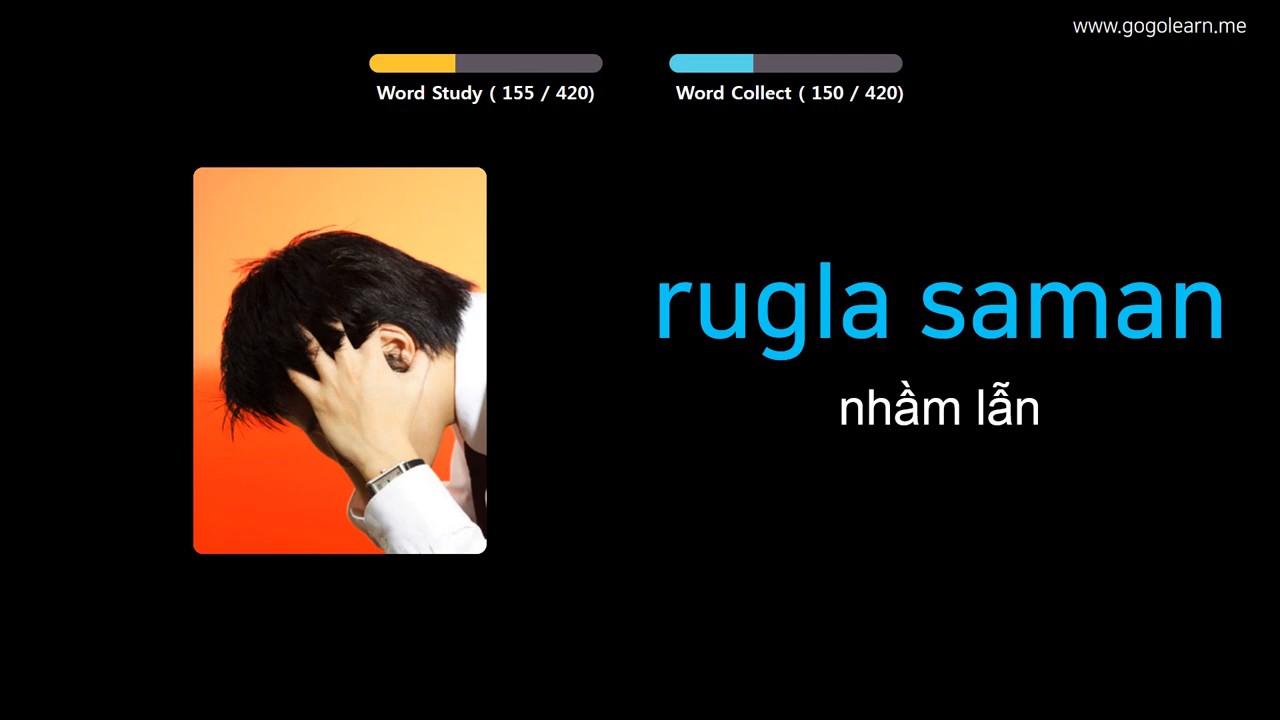 www.gogolearn.me
Word Study ( 155 / 420)
Word Collect ( 150 / 420)
rugla saman
nhầm lẫn